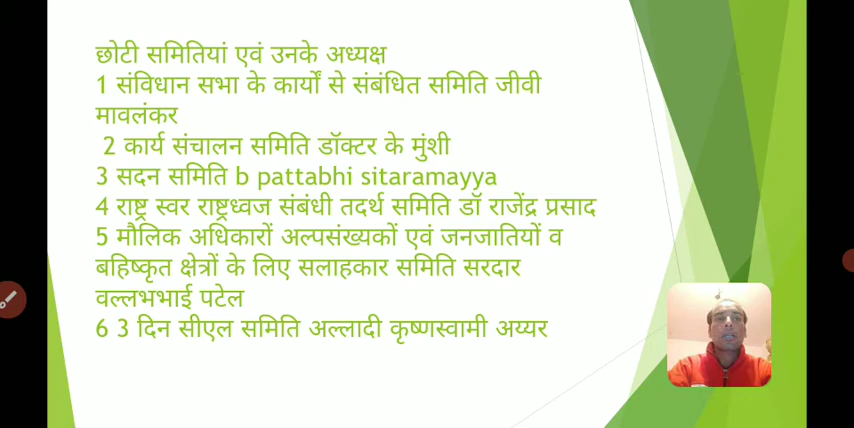 छोटी समितियां एवं उनके अध्यक्ष
1 संविधान सभा के कार्यों से संबंधित समिति जीवी
मावलंकर
2 कार्य संचालन समिति डॉक्टर के मुंशी
3 सदन समिति b pattabhi sitaramayya
4 राष्ट्र स्वर राष्ट्रध्वज संबंधी तदर्थ समिति डॉ राजेंद्र प्रसाद
5 मौलिक अधिकारों अल्पसंख्यकों एवं जनजातियों व
बहिष्कृत क्षेत्रों के लिए सलाहकार समिति सरदार
वल्लभभाई पटेल
6 3 दिन सीएल समिति अल्लादी कृष्णस्वामी अय्यर